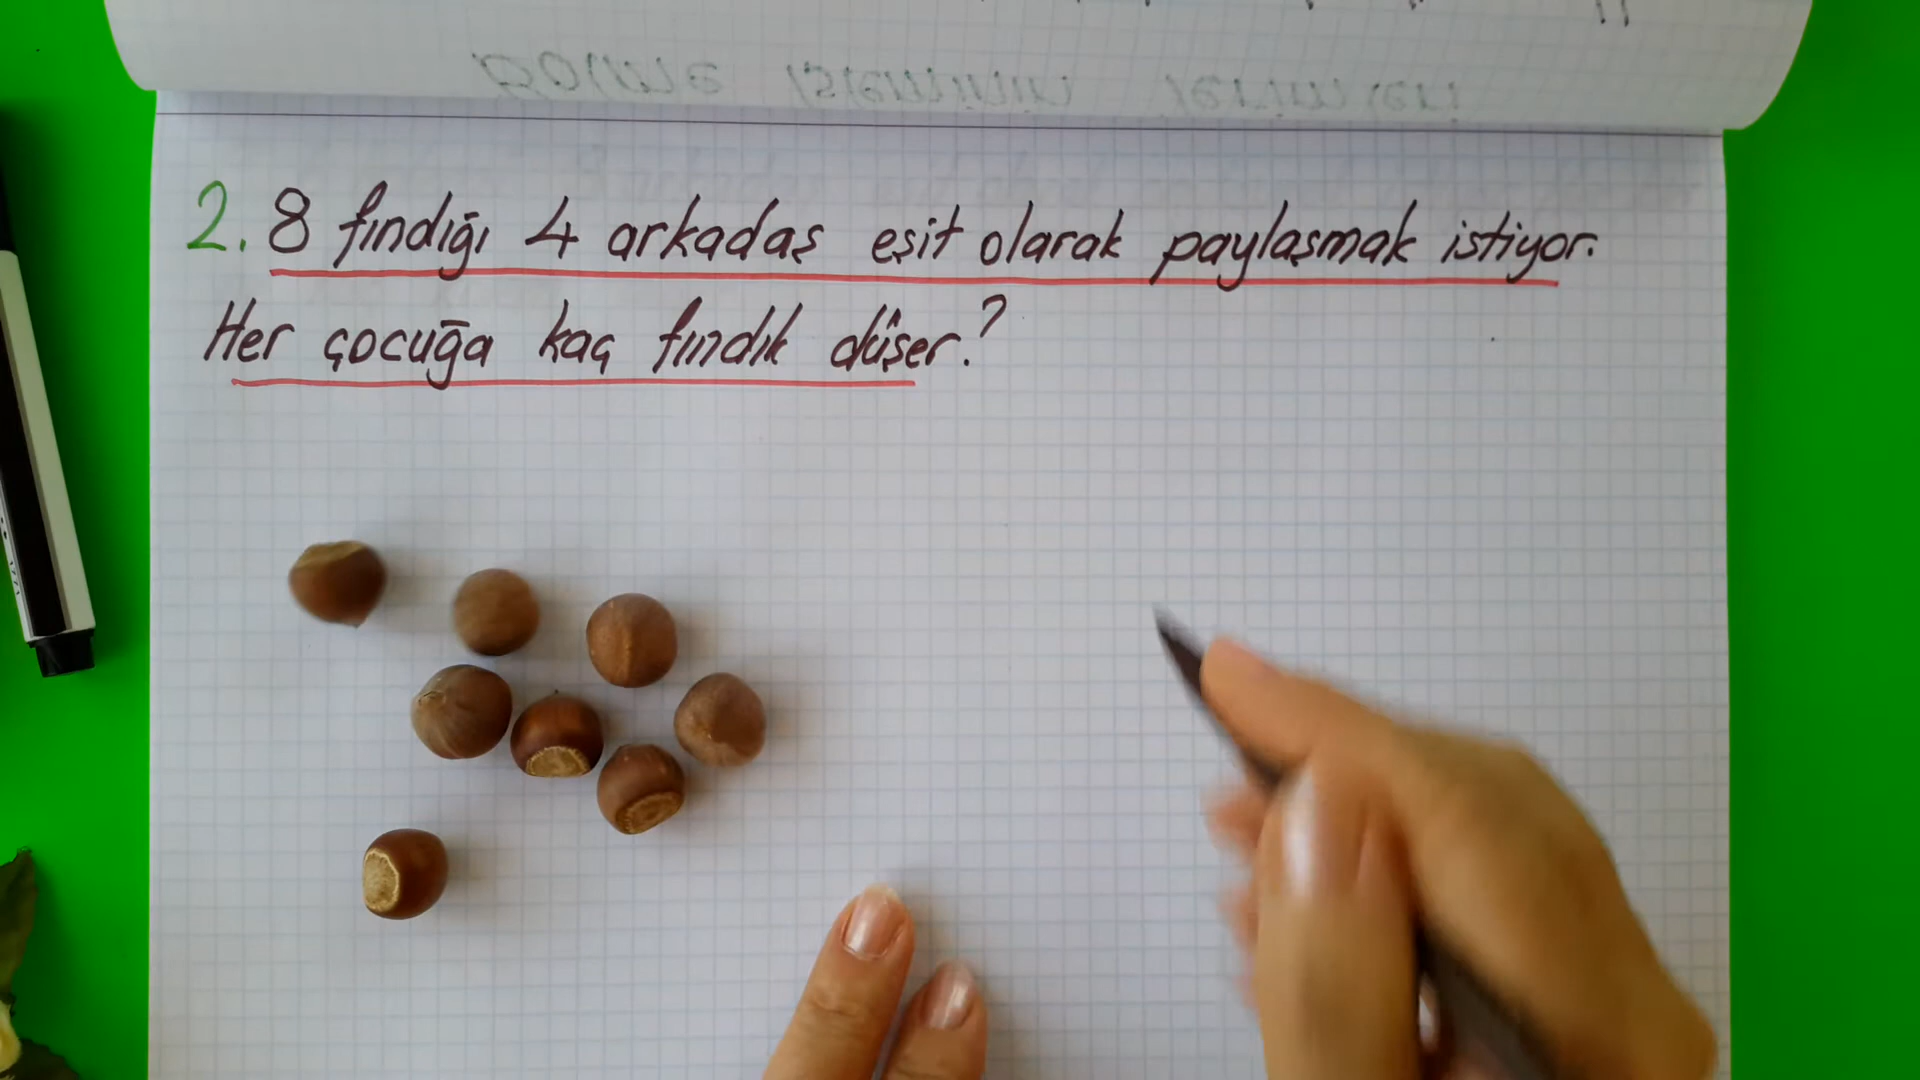 2. 8 fındığı 4 arkadaş eşit olarak paylaşmak istiyor.
Her çocuğa kaç fındık düşer?